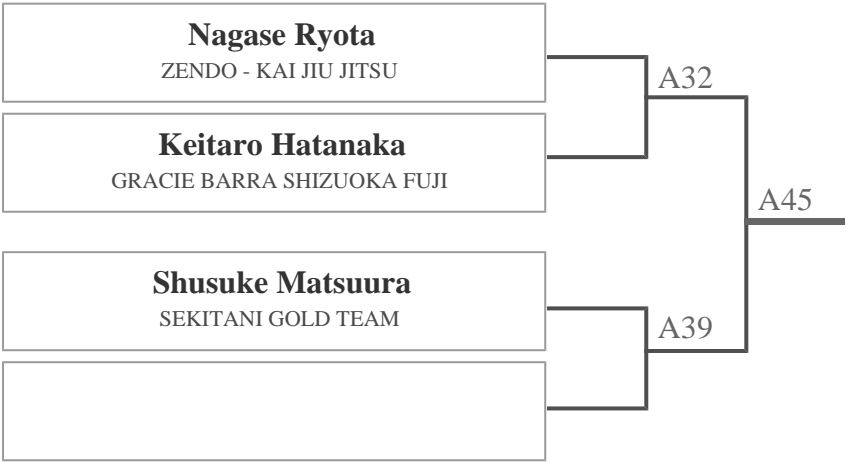 Nagase Ryota
ZENDO - KAI JIU JITSU
A32
Keitaro Hatanaka
GRACIE BARRA SHIZUOKA FUJI
A45
Shusuke Matsuura
SEKITANI GOLD TEAM
A39